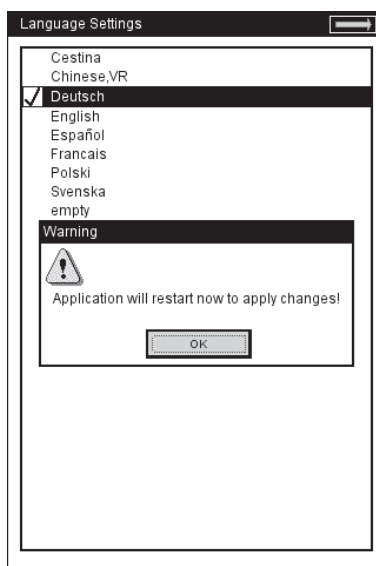 Language Settings
Cestina
Chinese,VR
Deutsch
English
Español
Francais
Polski
Svenska
empty
Warning
Application will restart now to apply changes!
OK